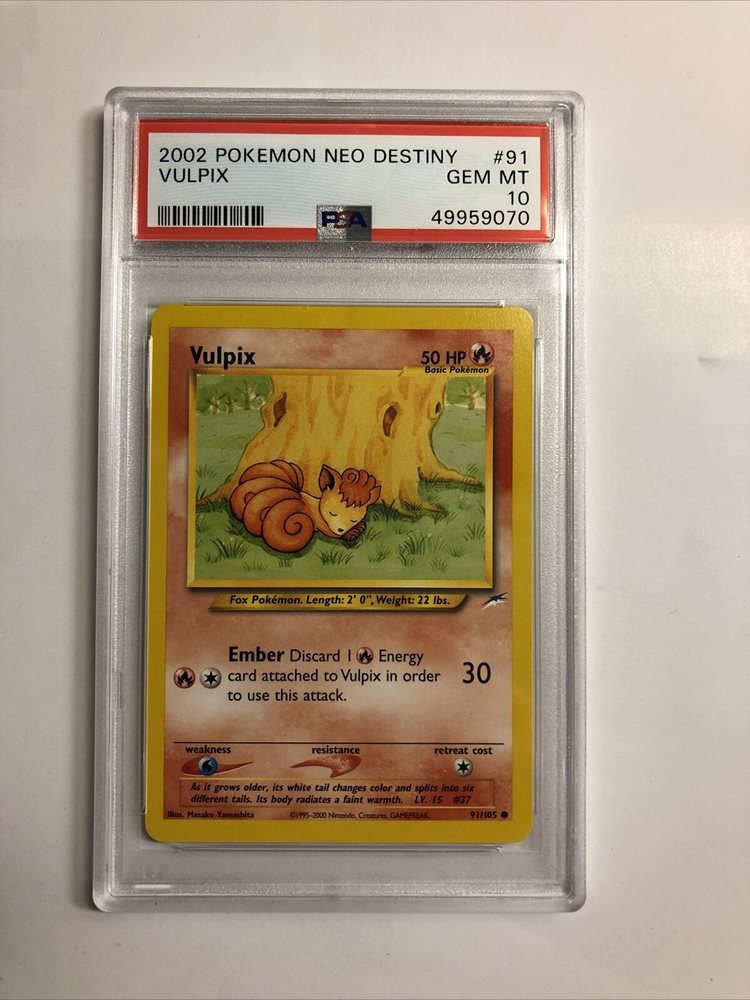 2002 POKEMON NEO DESTINY #91
VULPIX GEM MT
10
PSA 49959070
Vulpix 50 HP
Basic Pokémon
Fox Pokémon. Length: 2' 0", Weight: 22 lbs.
Ember Discard 1 Energy
card attached to Vulpix in order 30
to use this attack.
weakness resistance retreat cost
As it grows older, its white tail changes color and splits into six
different tails. Its body radiates a faint warmth. LV. 15 #37
Illus. Masako Yamashita ©1995-2000 Nintendo, Creatures, GAMEFREAK. 91/105